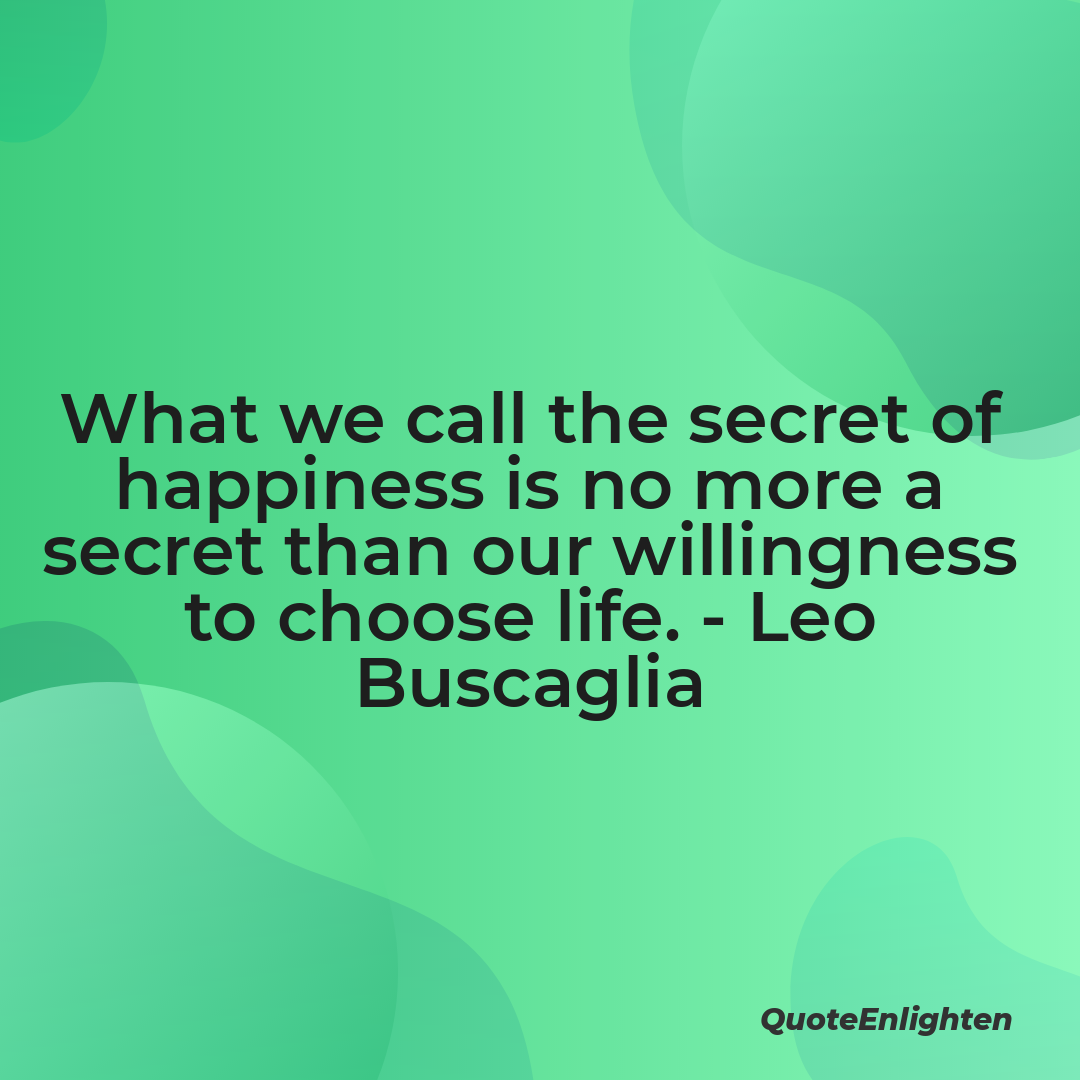 What we call the secret of
happiness is no more a
secret than our willingness
to choose life. - Leo
Buscaglia
QuoteEnlighten